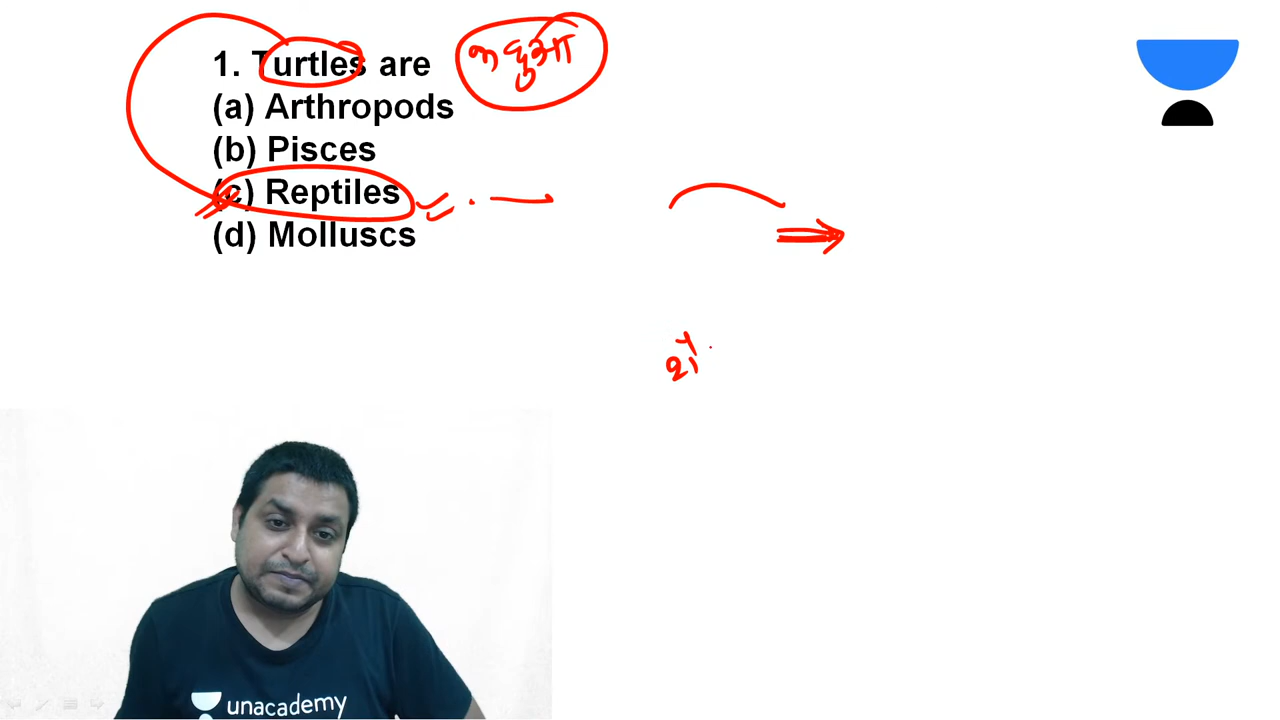 1. Turtles are
कछुआ
(a) Arthropods
(b) Pisces
(c) Reptiles
(d) Molluscs
unacademy